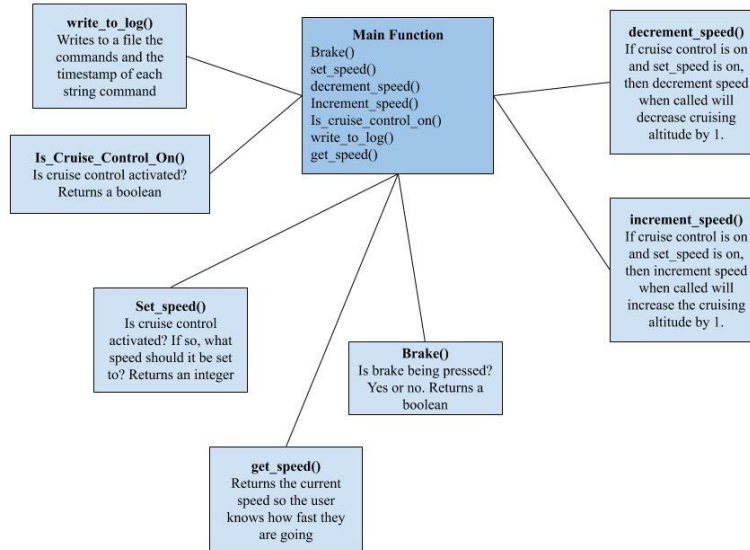 write_to_log()
Writes to a file the
commands and the
timestamp of each
string command
Main Function
Brake()
set_speed()
decrement_speed()
Increment_speed()
Is_cruise_control_on()
write_to_log()
get_speed()
decrement_speed()
If cruise control is on
and set_speed is on,
then decrement speed
when called will
decrease cruising
altitude by 1.
Is_Cruise_Control_On()
Is cruise control activated?
Returns a boolean
increment_speed()
If cruise control is on
and set_speed is on,
then increment speed
when called will
increase the cruising
altitude by 1.
Set_speed()
Is cruise control
activated? If so, what
speed should it be set
to? Returns an integer
Brake()
Is brake being pressed?
Yes or no. Returns a
boolean
get_speed()
Returns the current
speed so the user
knows how fast they
are going